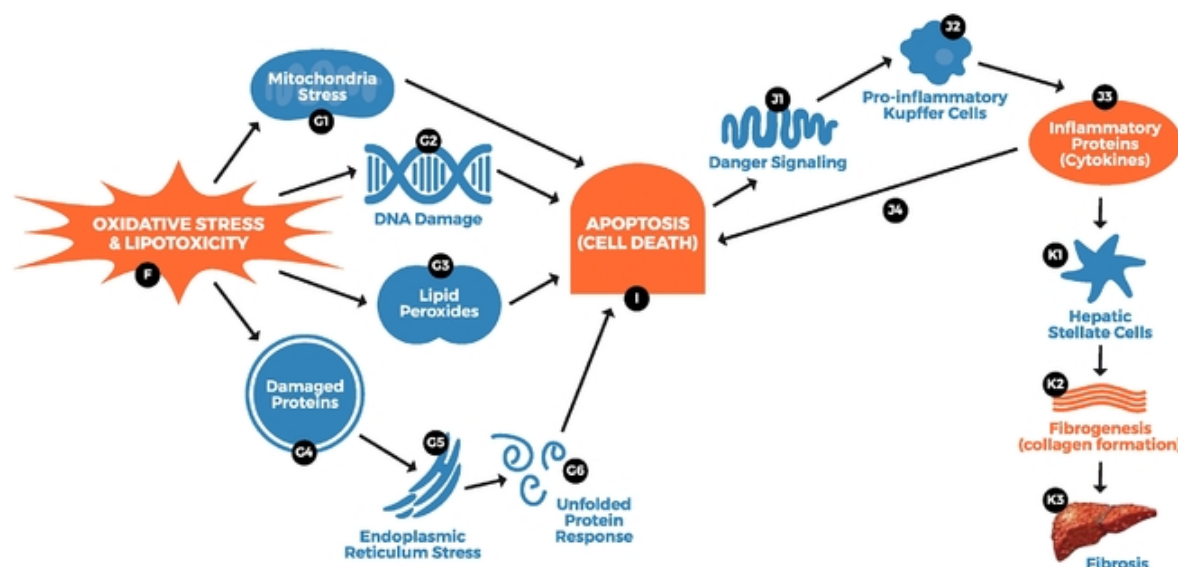 Mitochondria
Stress
G1
G2
DNA Damage
OXIDATIVE STRESS
& LIPOTOXICITY
F
G3
Lipid
Peroxides
Damaged
Proteins
G4
G5
Endoplasmic
Reticulum Stress
G6
Unfolded
Protein
Response
APOPTOSIS
(CELL DEATH)
I
J1
Danger Signaling
J2
Pro-inflammatory
Kupffer Cells
J3
Inflammatory
Proteins
(Cytokines)
J4
K1
Hepatic
Stellate Cells
K2
Fibrogenesis
(collagen formation)
K3
Fibrosis